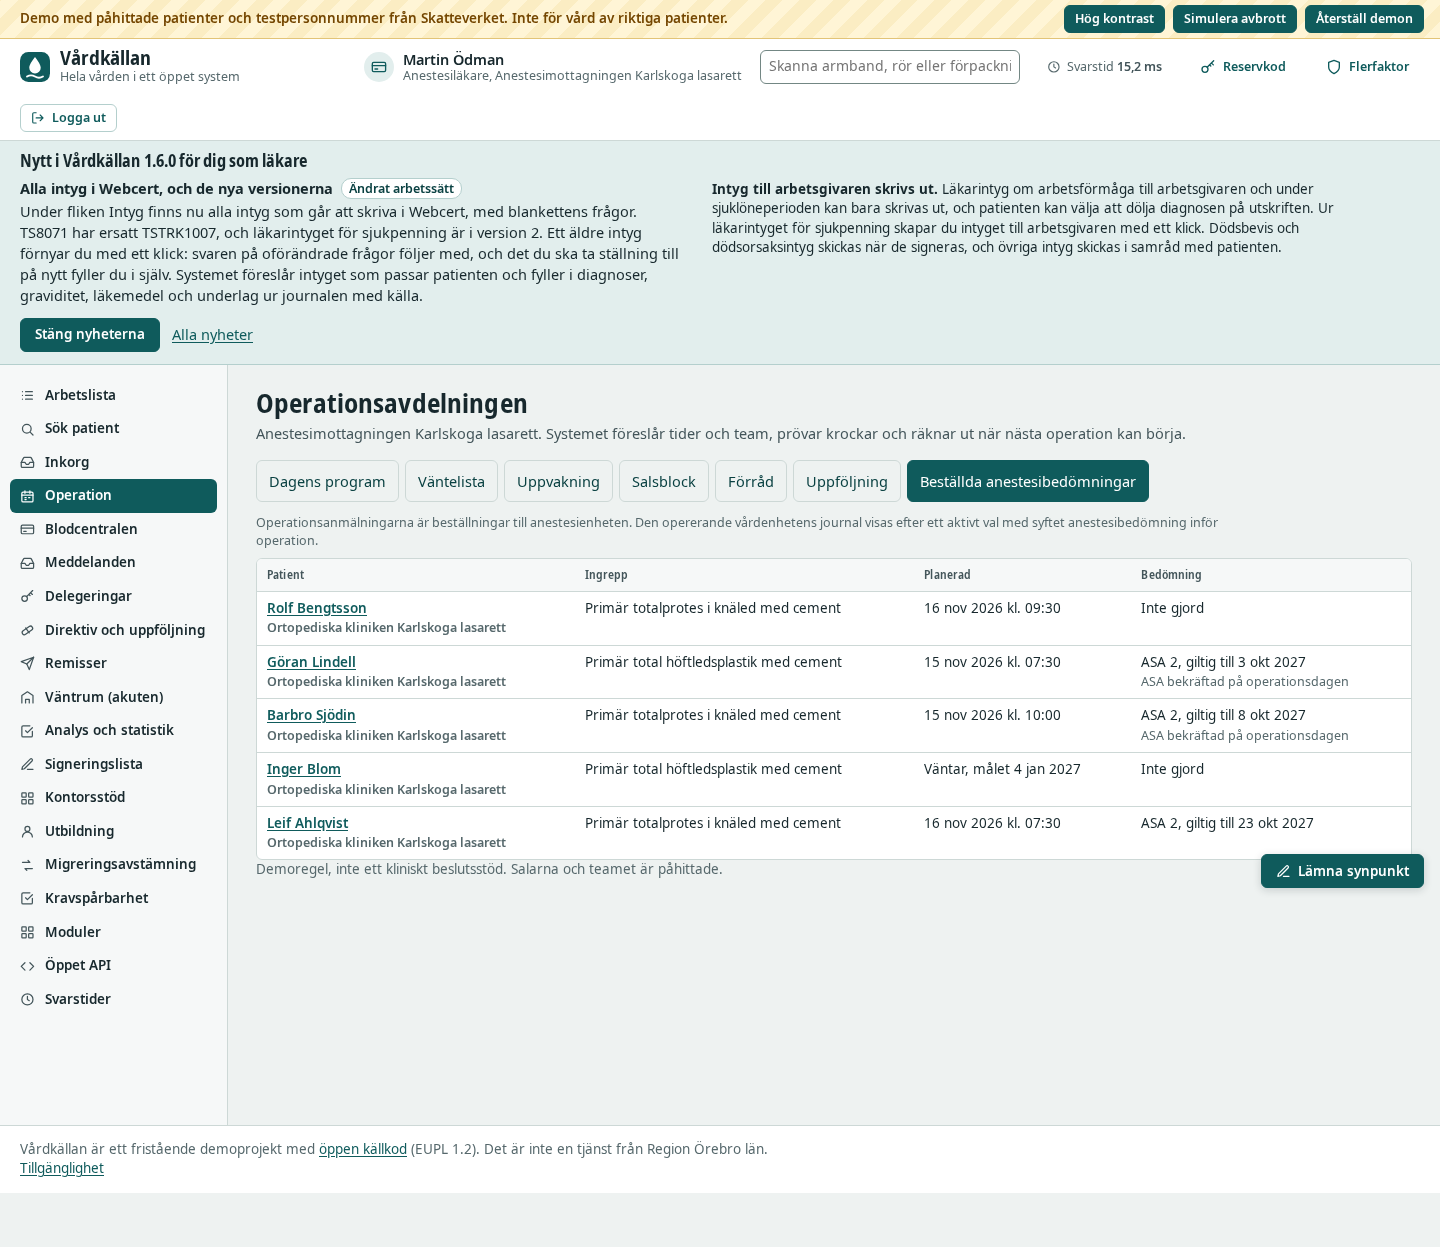 Demo med påhittade patienter och testpersonnummer från Skatteverket. Inte för vård av riktiga patienter.
Hög kontrast
Simulera avbrott
Återställ demon
Vårdkällan
Hela vården i ett öppet system
Martin Ödman
Anestesiläkare, Anestesimottagningen Karlskoga lasarett
Skanna armband, rör eller förpackni
Svarstid 15,2 ms
Reservkod
Flerfaktor
Logga ut
Nytt i Vårdkällan 1.6.0 för dig som läkare
Alla intyg i Webcert, och de nya versionerna
Ändrat arbetssätt
Under fliken Intyg finns nu alla intyg som går att skriva i Webcert, med blankettens frågor.
TS8071 har ersatt TSTRK1007, och läkarintyget för sjukpenning är i version 2. Ett äldre intyg
förnyar du med ett klick: svaren på oförändrade frågor följer med, och det du ska ta ställning till
på nytt fyller du i själv. Systemet föreslår intyget som passar patienten och fyller i diagnoser,
graviditet, läkemedel och underlag ur journalen med källa.
Intyg till arbetsgivaren skrivs ut. Läkarintyg om arbetsförmåga till arbetsgivaren och under
sjuklöneperioden kan bara skrivas ut, och patienten kan välja att dölja diagnosen på utskriften. Ur
läkarintyget för sjukpenning skapar du intyget till arbetsgivaren med ett klick. Dödsbevis och
dödsorsaksintyg skickas när de signeras, och övriga intyg skickas i samråd med patienten.
Stäng nyheterna
Alla nyheter
Arbetslista
Sök patient
Inkorg
Operation
Blodcentralen
Meddelanden
Delegeringar
Direktiv och uppföljning
Remisser
Väntrum (akuten)
Analys och statistik
Signeringslista
Kontorsstöd
Utbildning
Migreringsavstämning
Kravspårbarhet
Moduler
Öppet API
Svarstider
Operationsavdelningen
Anestesimottagningen Karlskoga lasarett. Systemet föreslår tider och team, prövar krockar och räknar ut när nästa operation kan börja.
Dagens program
Väntelista
Uppvakning
Salsblock
Förråd
Uppföljning
Beställda anestesibedömningar
Operationsanmälningarna är beställningar till anestesienheten. Den opererande vårdenhetens journal visas efter ett aktivt val med syftet anestesibedömning inför
operation.
Patient Ingrepp Planerad Bedömning
Rolf Bengtsson Primär totalprotes i knäled med cement 16 nov 2026 kl. 09:30 Inte gjord
Ortopediska kliniken Karlskoga lasarett
Göran Lindell Primär total höftledsplastik med cement 15 nov 2026 kl. 07:30 ASA 2, giltig till 3 okt 2027
Ortopediska kliniken Karlskoga lasarett ASA bekräftad på operationsdagen
Barbro Sjödin Primär totalprotes i knäled med cement 15 nov 2026 kl. 10:00 ASA 2, giltig till 8 okt 2027
Ortopediska kliniken Karlskoga lasarett ASA bekräftad på operationsdagen
Inger Blom Primär total höftledsplastik med cement Väntar, målet 4 jan 2027 Inte gjord
Ortopediska kliniken Karlskoga lasarett
Leif Ahlqvist Primär totalprotes i knäled med cement 16 nov 2026 kl. 07:30 ASA 2, giltig till 23 okt 2027
Ortopediska kliniken Karlskoga lasarett
Demoregel, inte ett kliniskt beslutsstöd. Salarna och teamet är påhittade.
Lämna synpunkt
Vårdkällan är ett fristående demoprojekt med öppen källkod (EUPL 1.2). Det är inte en tjänst från Region Örebro län.
Tillgänglighet